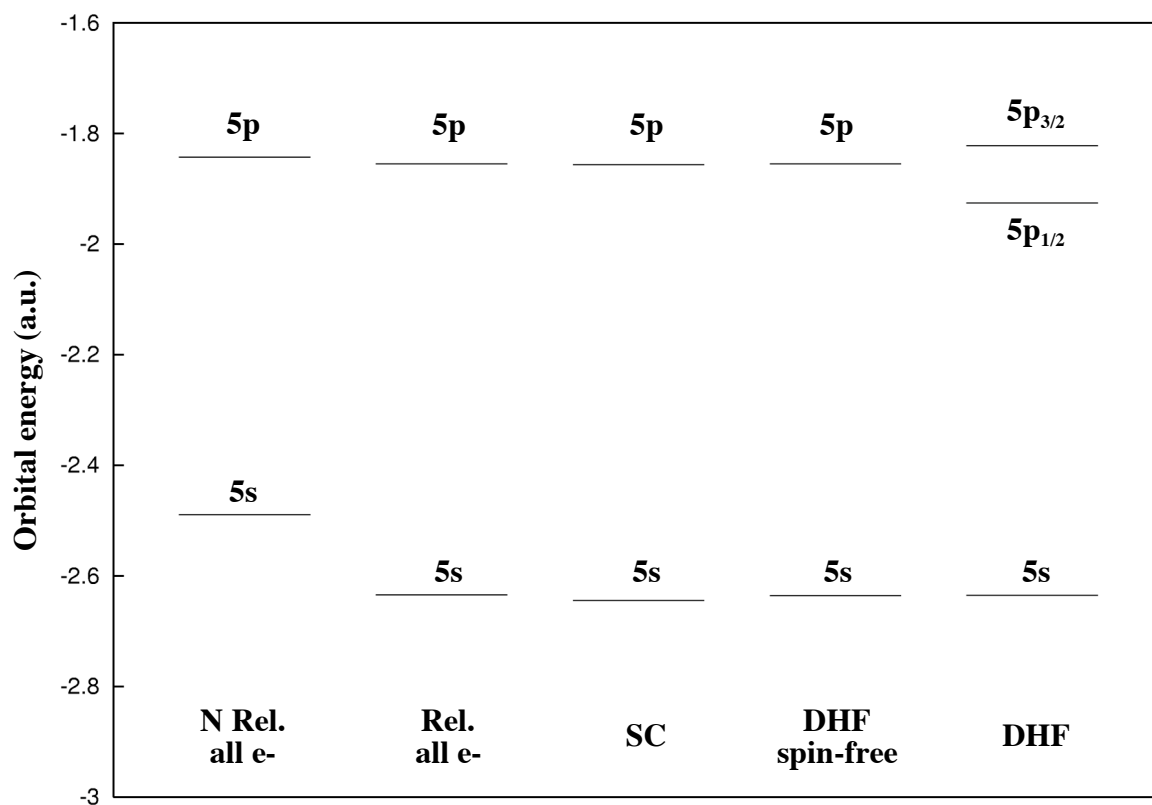 -1.6
5p 5p 5p 5p 5p3/2
-1.8
5p1/2
-2
Orbital energy (a.u.)
-2.2
-2.4
5s
5s 5s 5s 5s
-2.6
-2.8
N Rel.
all e-
Rel.
all e-
SC
DHF
spin-free
DHF
-3